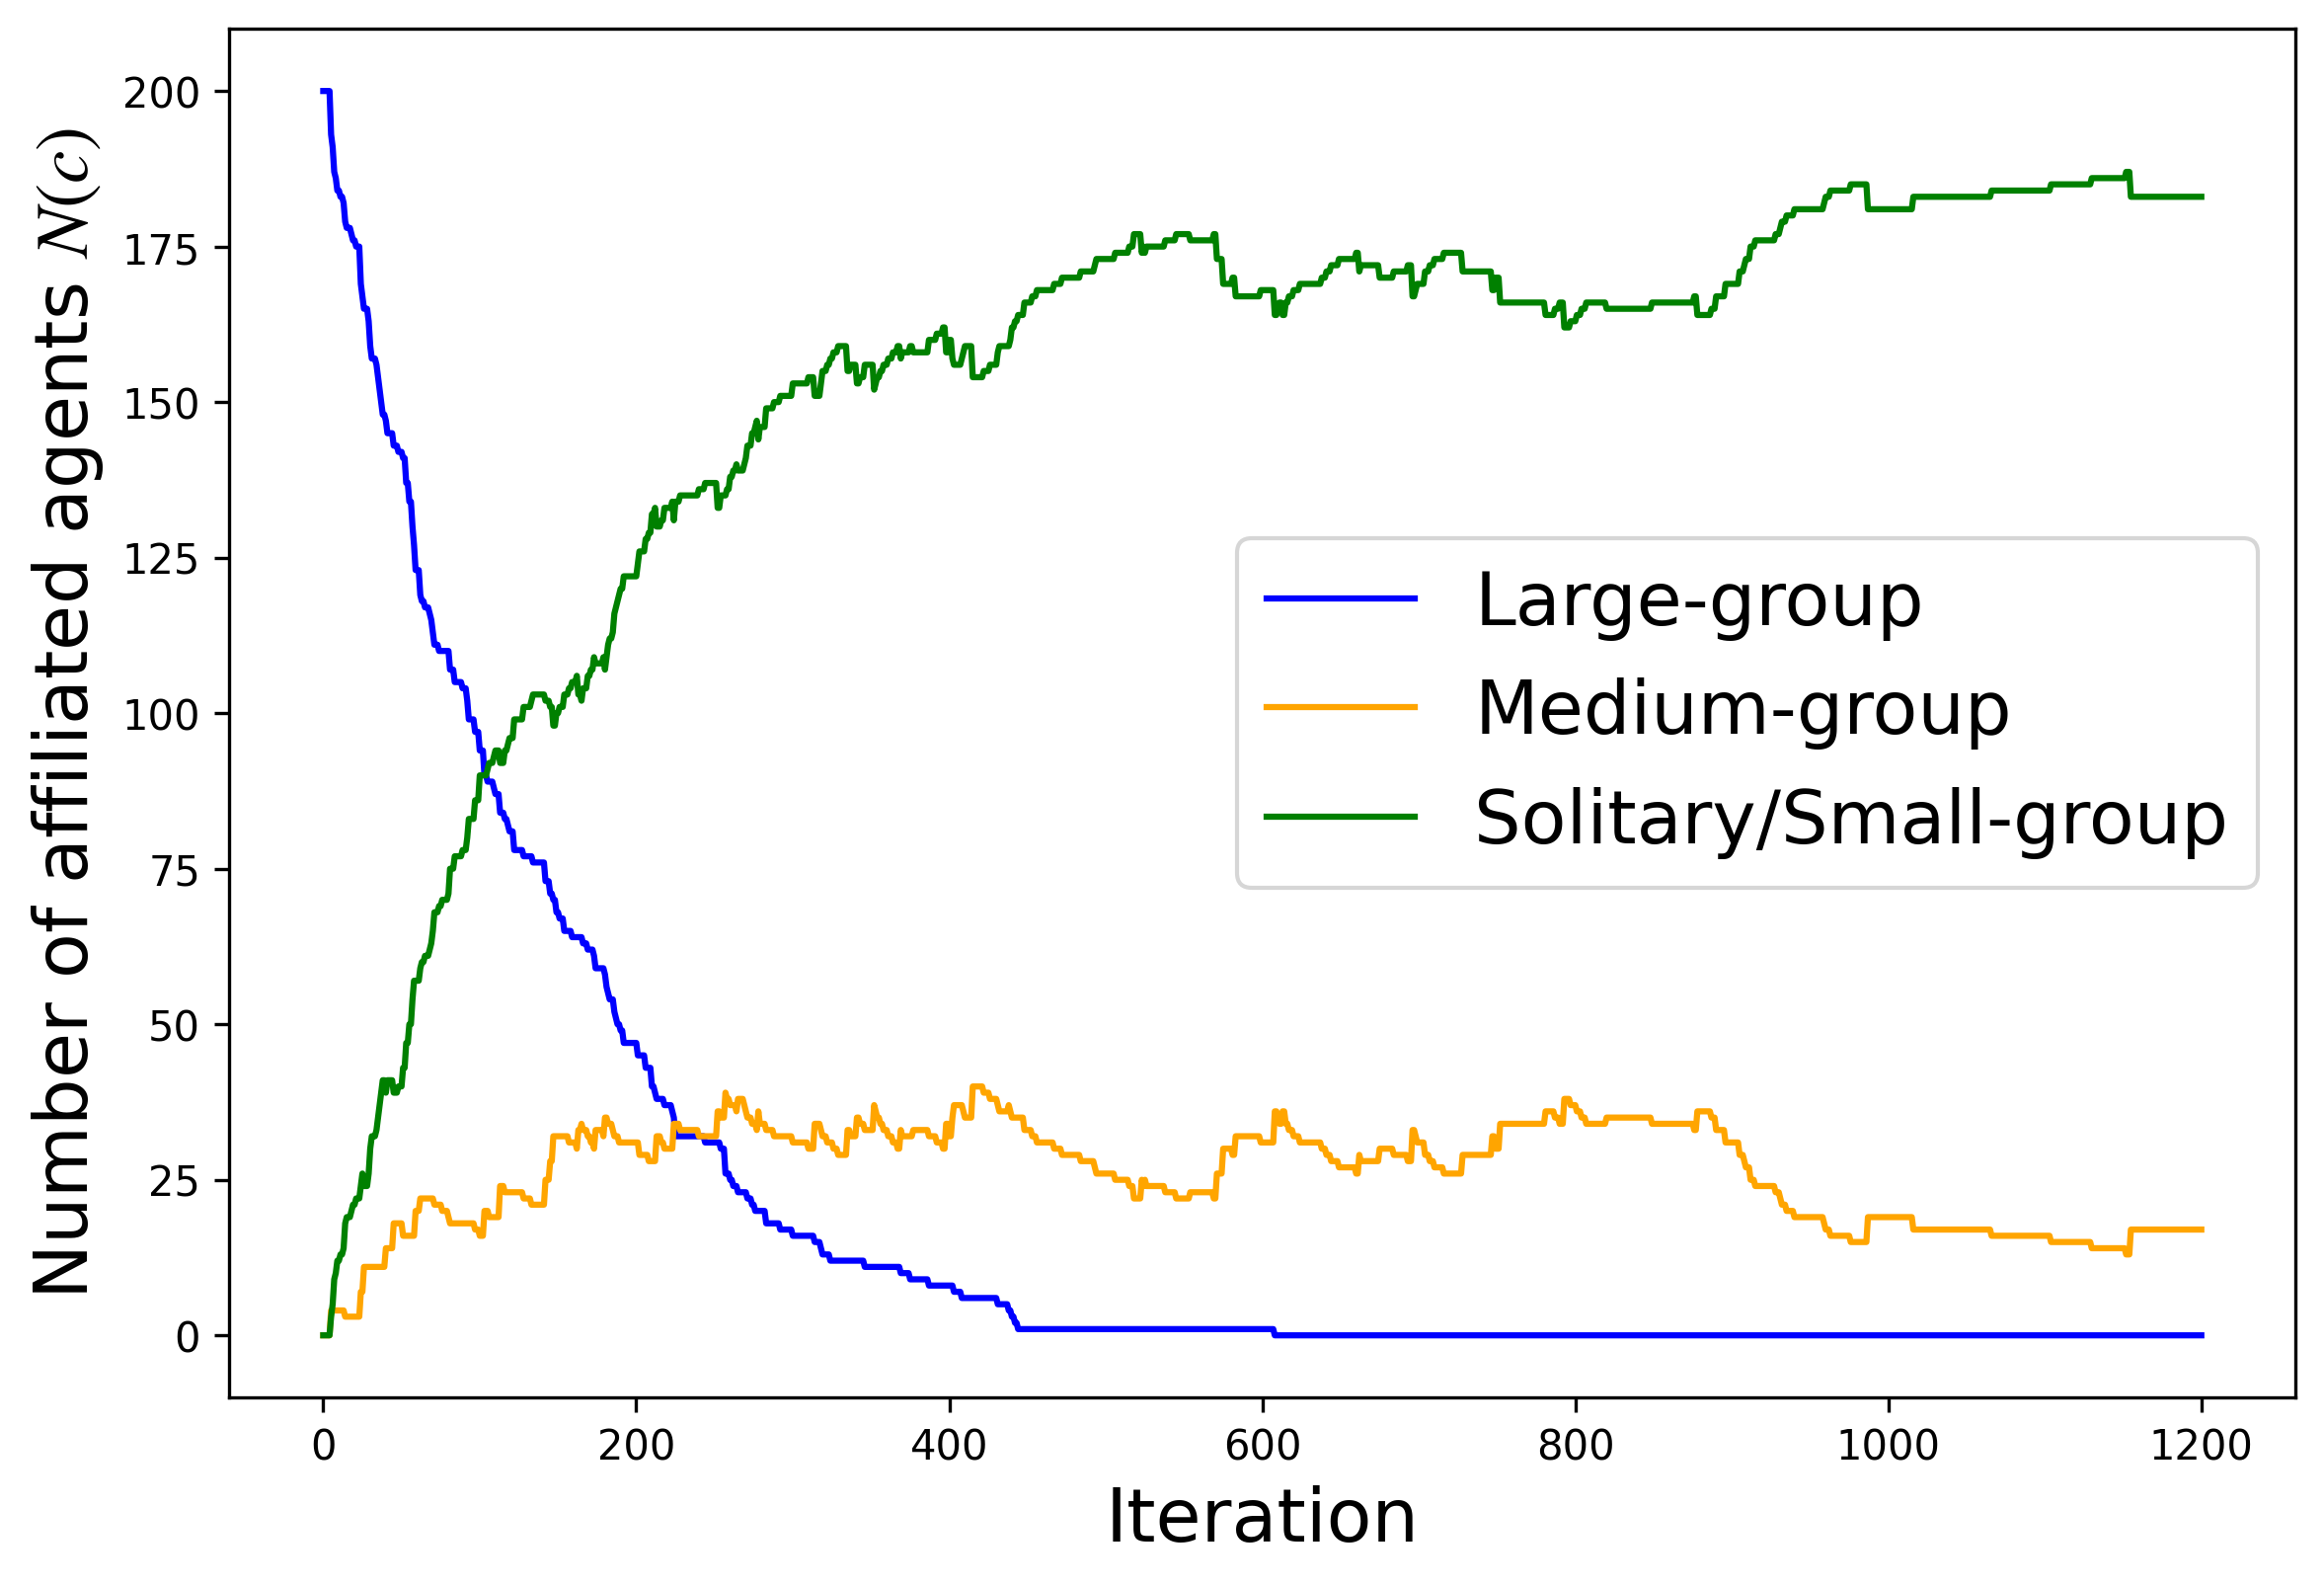 Number of affiliated agents N(c)
200
175
150
125
100
75
50
25
0
Large-group
Medium-group
Solitary/Small-group
0 200 400 600 800 1000 1200
Iteration